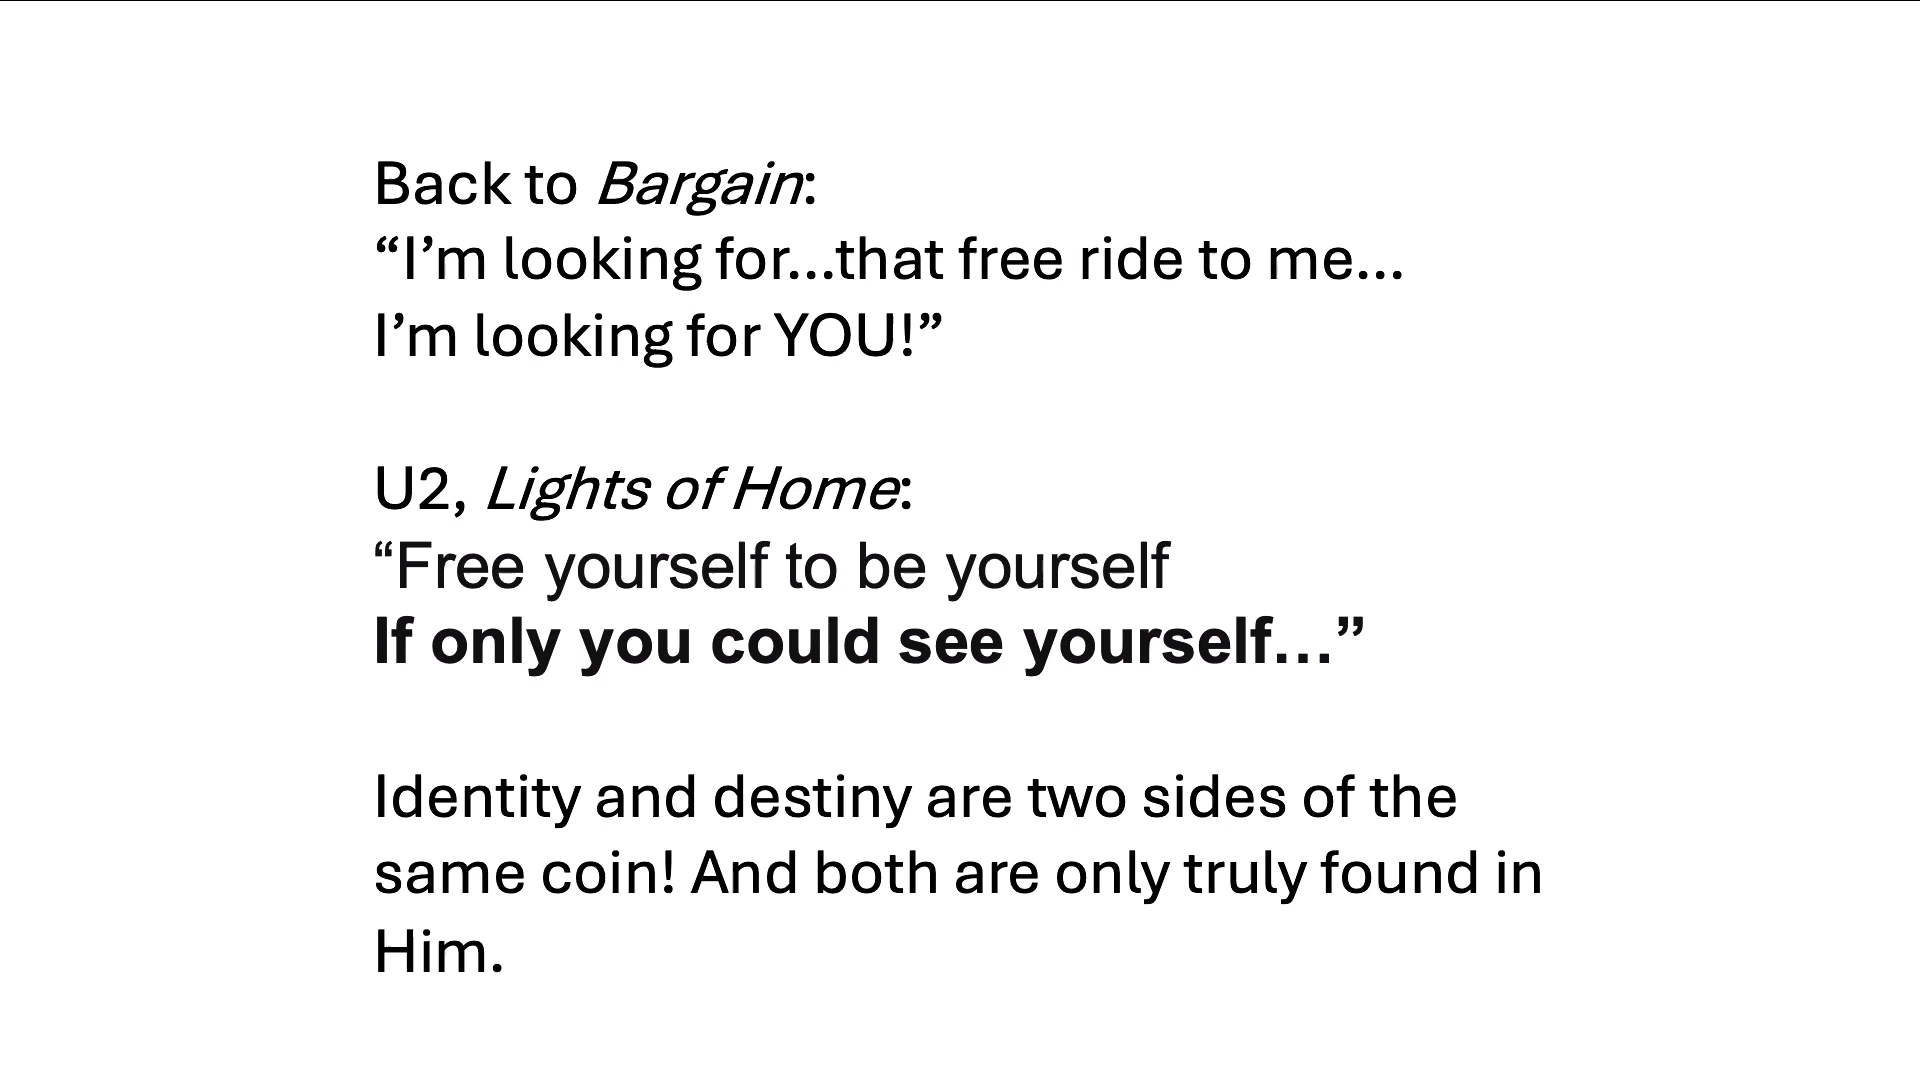 Back to Bargain:
“I’m looking for…that free ride to me…
I’m looking for YOU!”
U2, Lights of Home:
“Free yourself to be yourself
If only you could see yourself…”
Identity and destiny are two sides of the
same coin! And both are only truly found in
Him.